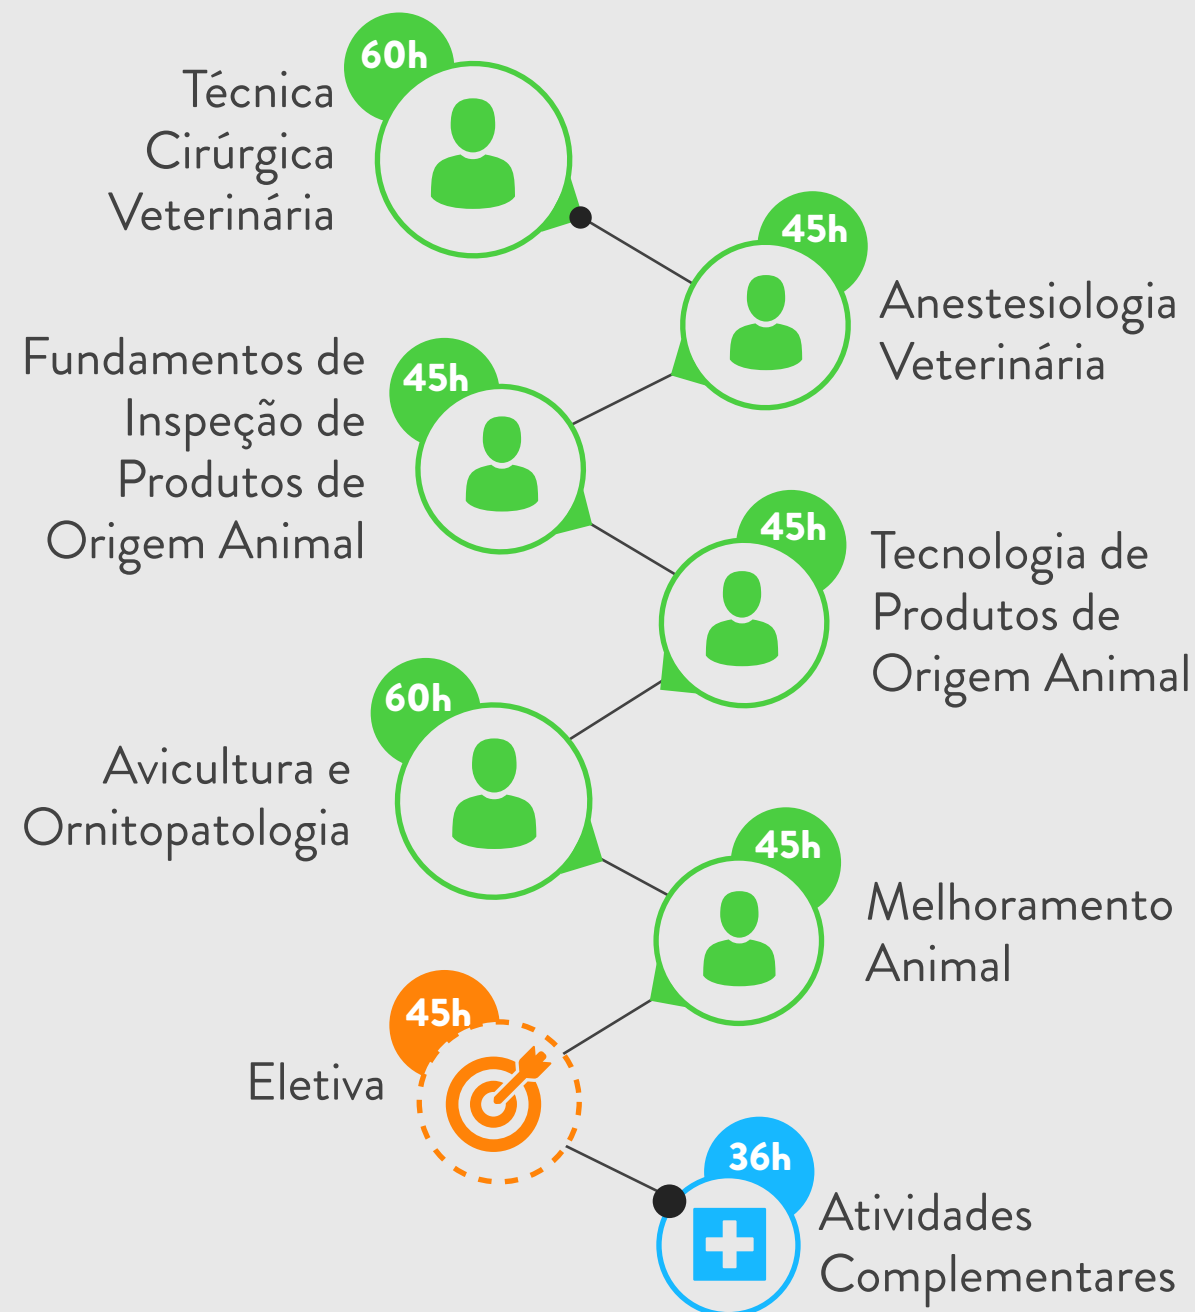 60h
Técnica
Cirúrgica
Veterinária
45h
Anestesiologia
Veterinária
45h
Fundamentos de
Inspeção de
Produtos de
Origem Animal
45h
Tecnologia de
Produtos de
Origem Animal
60h
Avicultura e
Ornitopatologia
45h
Melhoramento
Animal
45h
Eletiva
36h
Atividades
Complementares